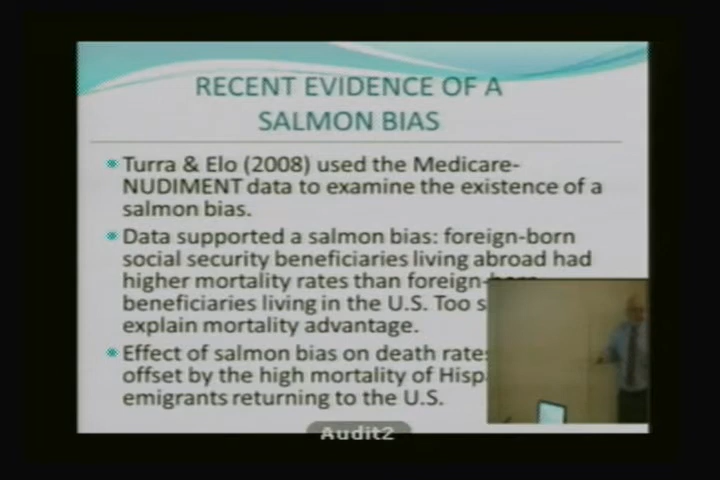 RECENT EVIDENCE OF A
SALMON BIAS
Turra & Elo (2008) used the Medicare-
NUDIMENT data to examine the existence of a
salmon bias.
Data supported a salmon bias: foreign-born
social security beneficiaries living abroad had
higher mortality rates than foreign-born
beneficiaries living in the U.S. Too s
explain mortality advantage.
Effect of salmon bias on death rates
offset by the high mortality of Hisp
emigrants returning to the U.S.
Audit2